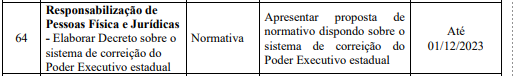 64
Responsabilização de
Pessoas Física e Jurídicas
- Elaborar Decreto sobre o
sistema de correição do
Poder Executivo estadual
Normativa
Apresentar proposta de
normativo dispondo sobre o
sistema de correição do
Poder Executivo estadual
Até
01/12/2023